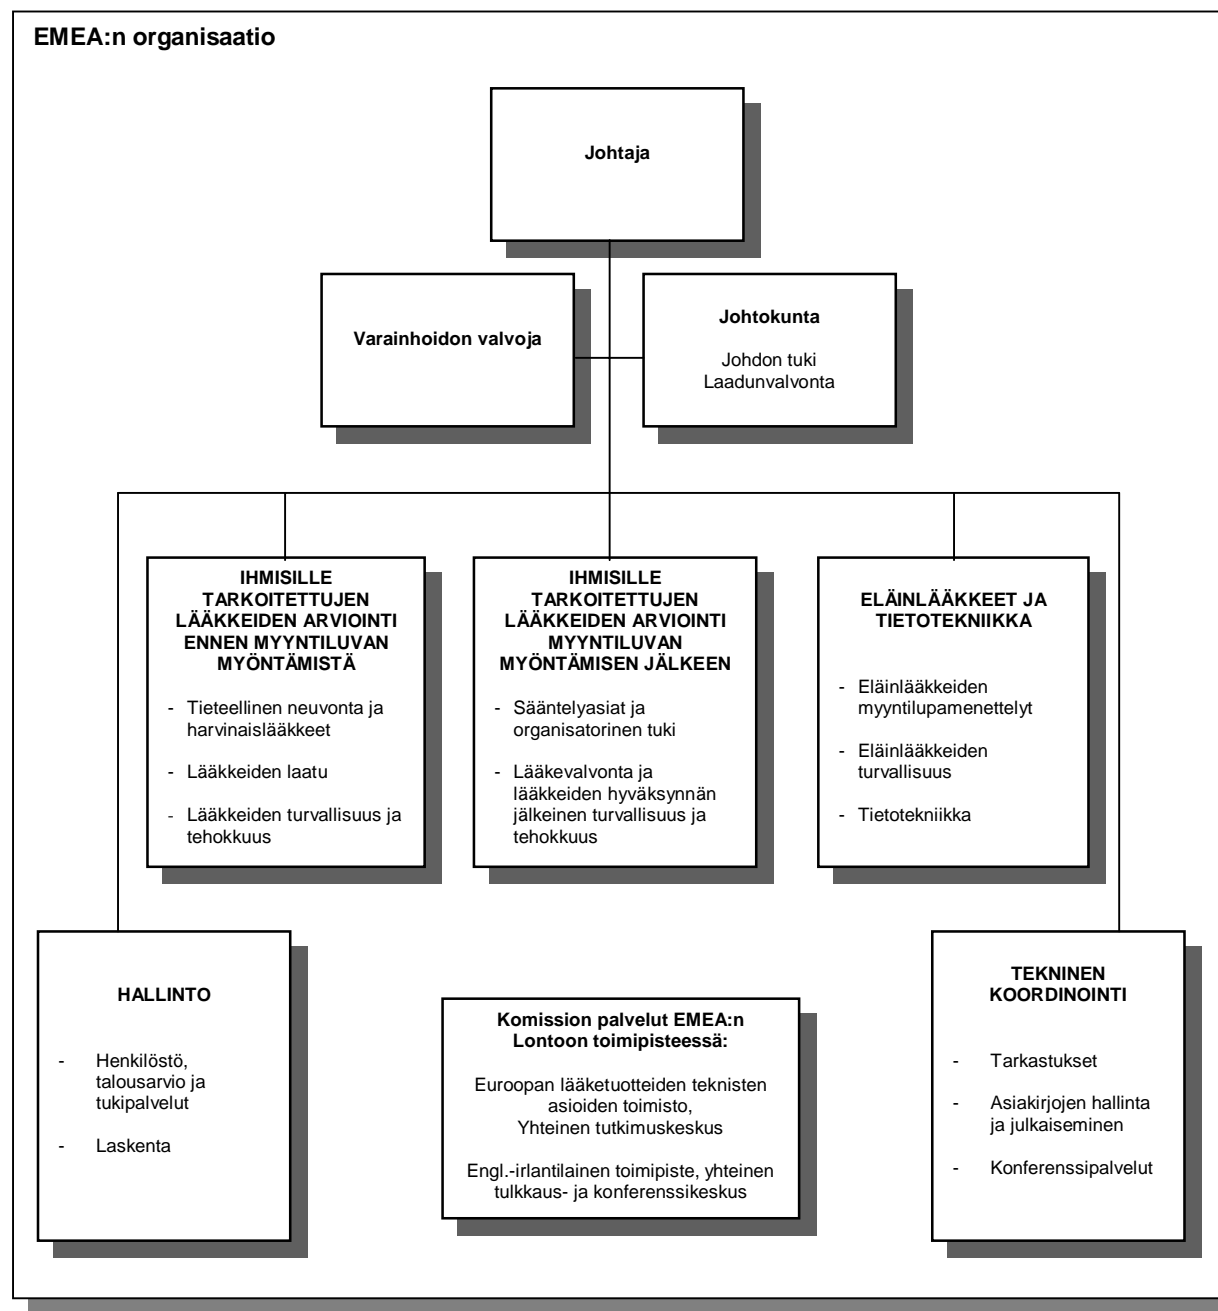 EMEA:n organisaatio
Johtaja
Varainhoidon valvoja
Johtokunta
Johdon tuki
Laadunvalvonta
IHMISILLE
TARKOITETTUJEN
LÄÄKKEIDEN ARVIOINTI
ENNEN MYYNTILUVAN
MYÖNTÄMISTÄ
- Tieteellinen neuvonta ja
harvinaislääkkeet
- Lääkkeiden laatu
- Lääkkeiden turvallisuus ja
tehokkuus
IHMISILLE
TARKOITETTUJEN
LÄÄKKEIDEN ARVIOINTI
MYYNTILUVAN
MYÖNTÄMISEN JÄLKEEN
- Sääntelyasiat ja
organisatorinen tuki
- Lääkevalvonta ja
lääkkeiden hyväksynnän
jälkeinen turvallisuus ja
tehokkuus
ELÄINLÄÄKKEET JA
TIETOTEKNIIKKA
- Eläinlääkkeiden
myyntilupamenettelyt
- Eläinlääkkeiden
turvallisuus
- Tietotekniikka
HALLINTO
- Henkilöstö,
talousarvio ja
tukipalvelut
- Laskenta
Komission palvelut EMEA:n
Lontoon toimipisteessä:
Euroopan lääketuotteiden teknisten
asioiden toimisto,
Yhteinen tutkimuskeskus
Engl.-irlantilainen toimipiste, yhteinen
tulkkaus- ja konferenssikeskus
TEKNINEN
KOORDINOINTI
- Tarkastukset
- Asiakirjojen hallinta
ja julkaiseminen
- Konferenssipalvelut